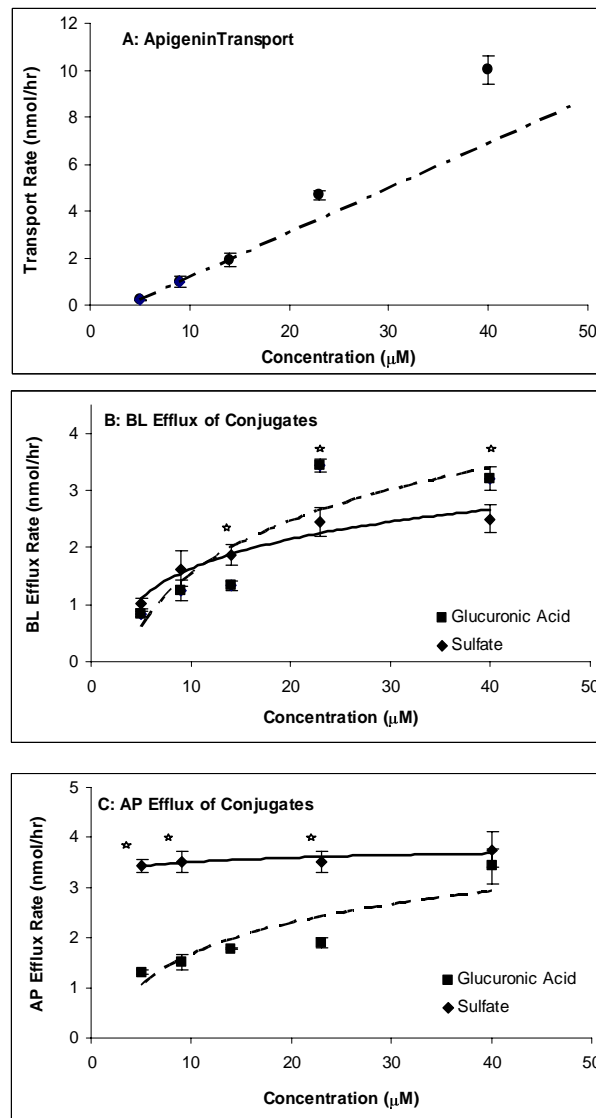 A: ApigeninTransport
Transport Rate (nmol/hr)
12
10
8
6
4
2
0
0 10 20 30 40 50
Concentration (μM)
B: BL Efflux of Conjugates
BL Efflux Rate (nmol/hr)
4
3
2
1
0
Glucuronic Acid
Sulfate
0 10 20 30 40 50
Concentration (μM)
C: AP Efflux of Conjugates
AP Efflux Rate (nmol/hr)
5
4
3
2
1
0
Glucuronic Acid
Sulfate
0 10 20 30 40 50
Concentration (μM)